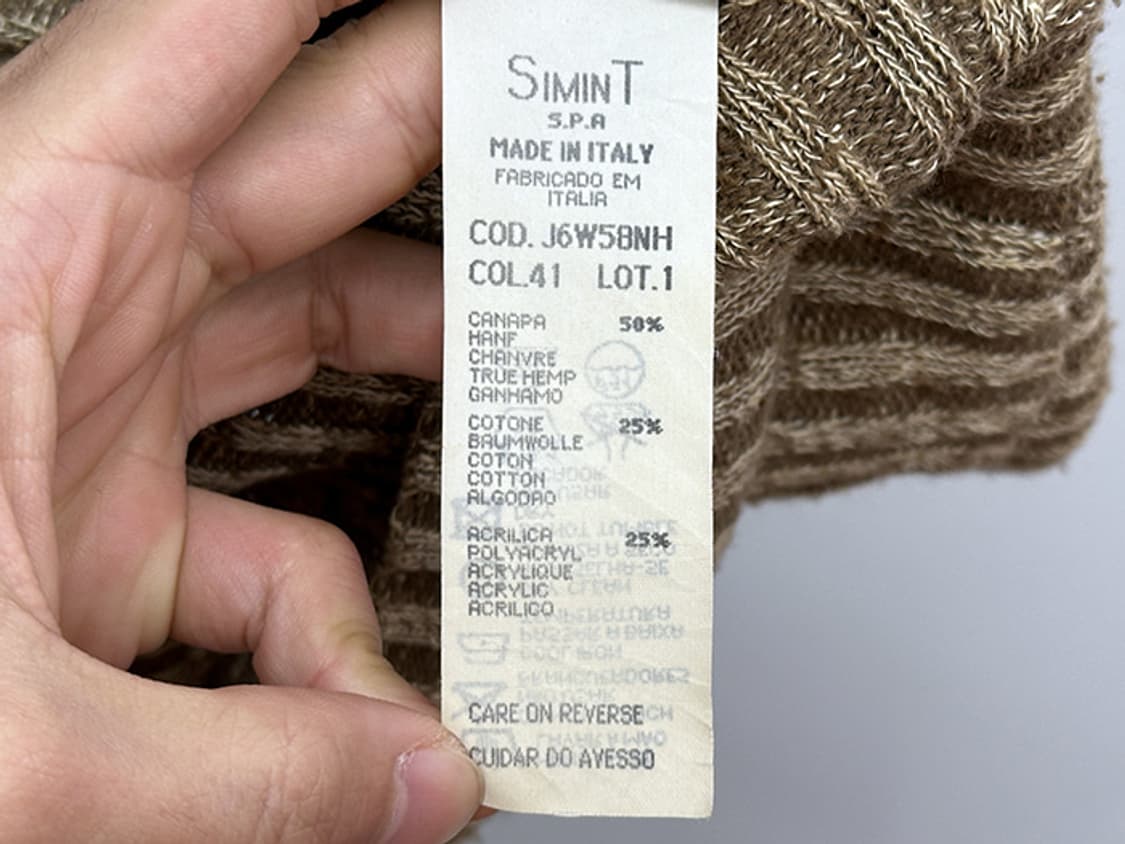 SIMINT
S.P.A
MADE IN ITALY
FABRICADO EM
ITALIA
COD. J6W58NH
COL.41 LOT.1
CANAPA 50%
HANF
CHANVRE
TRUE HEMP
GANHAMO
COTONE 25%
BAUMWOLLE
COTON
COTTON
ALGODAO
ACRILICA 25%
POLYACRYL
ACRYLIQUE
ACRYLIC
ACRILICO
CARE ON REVERSE
CUIDAR DO AVESSO